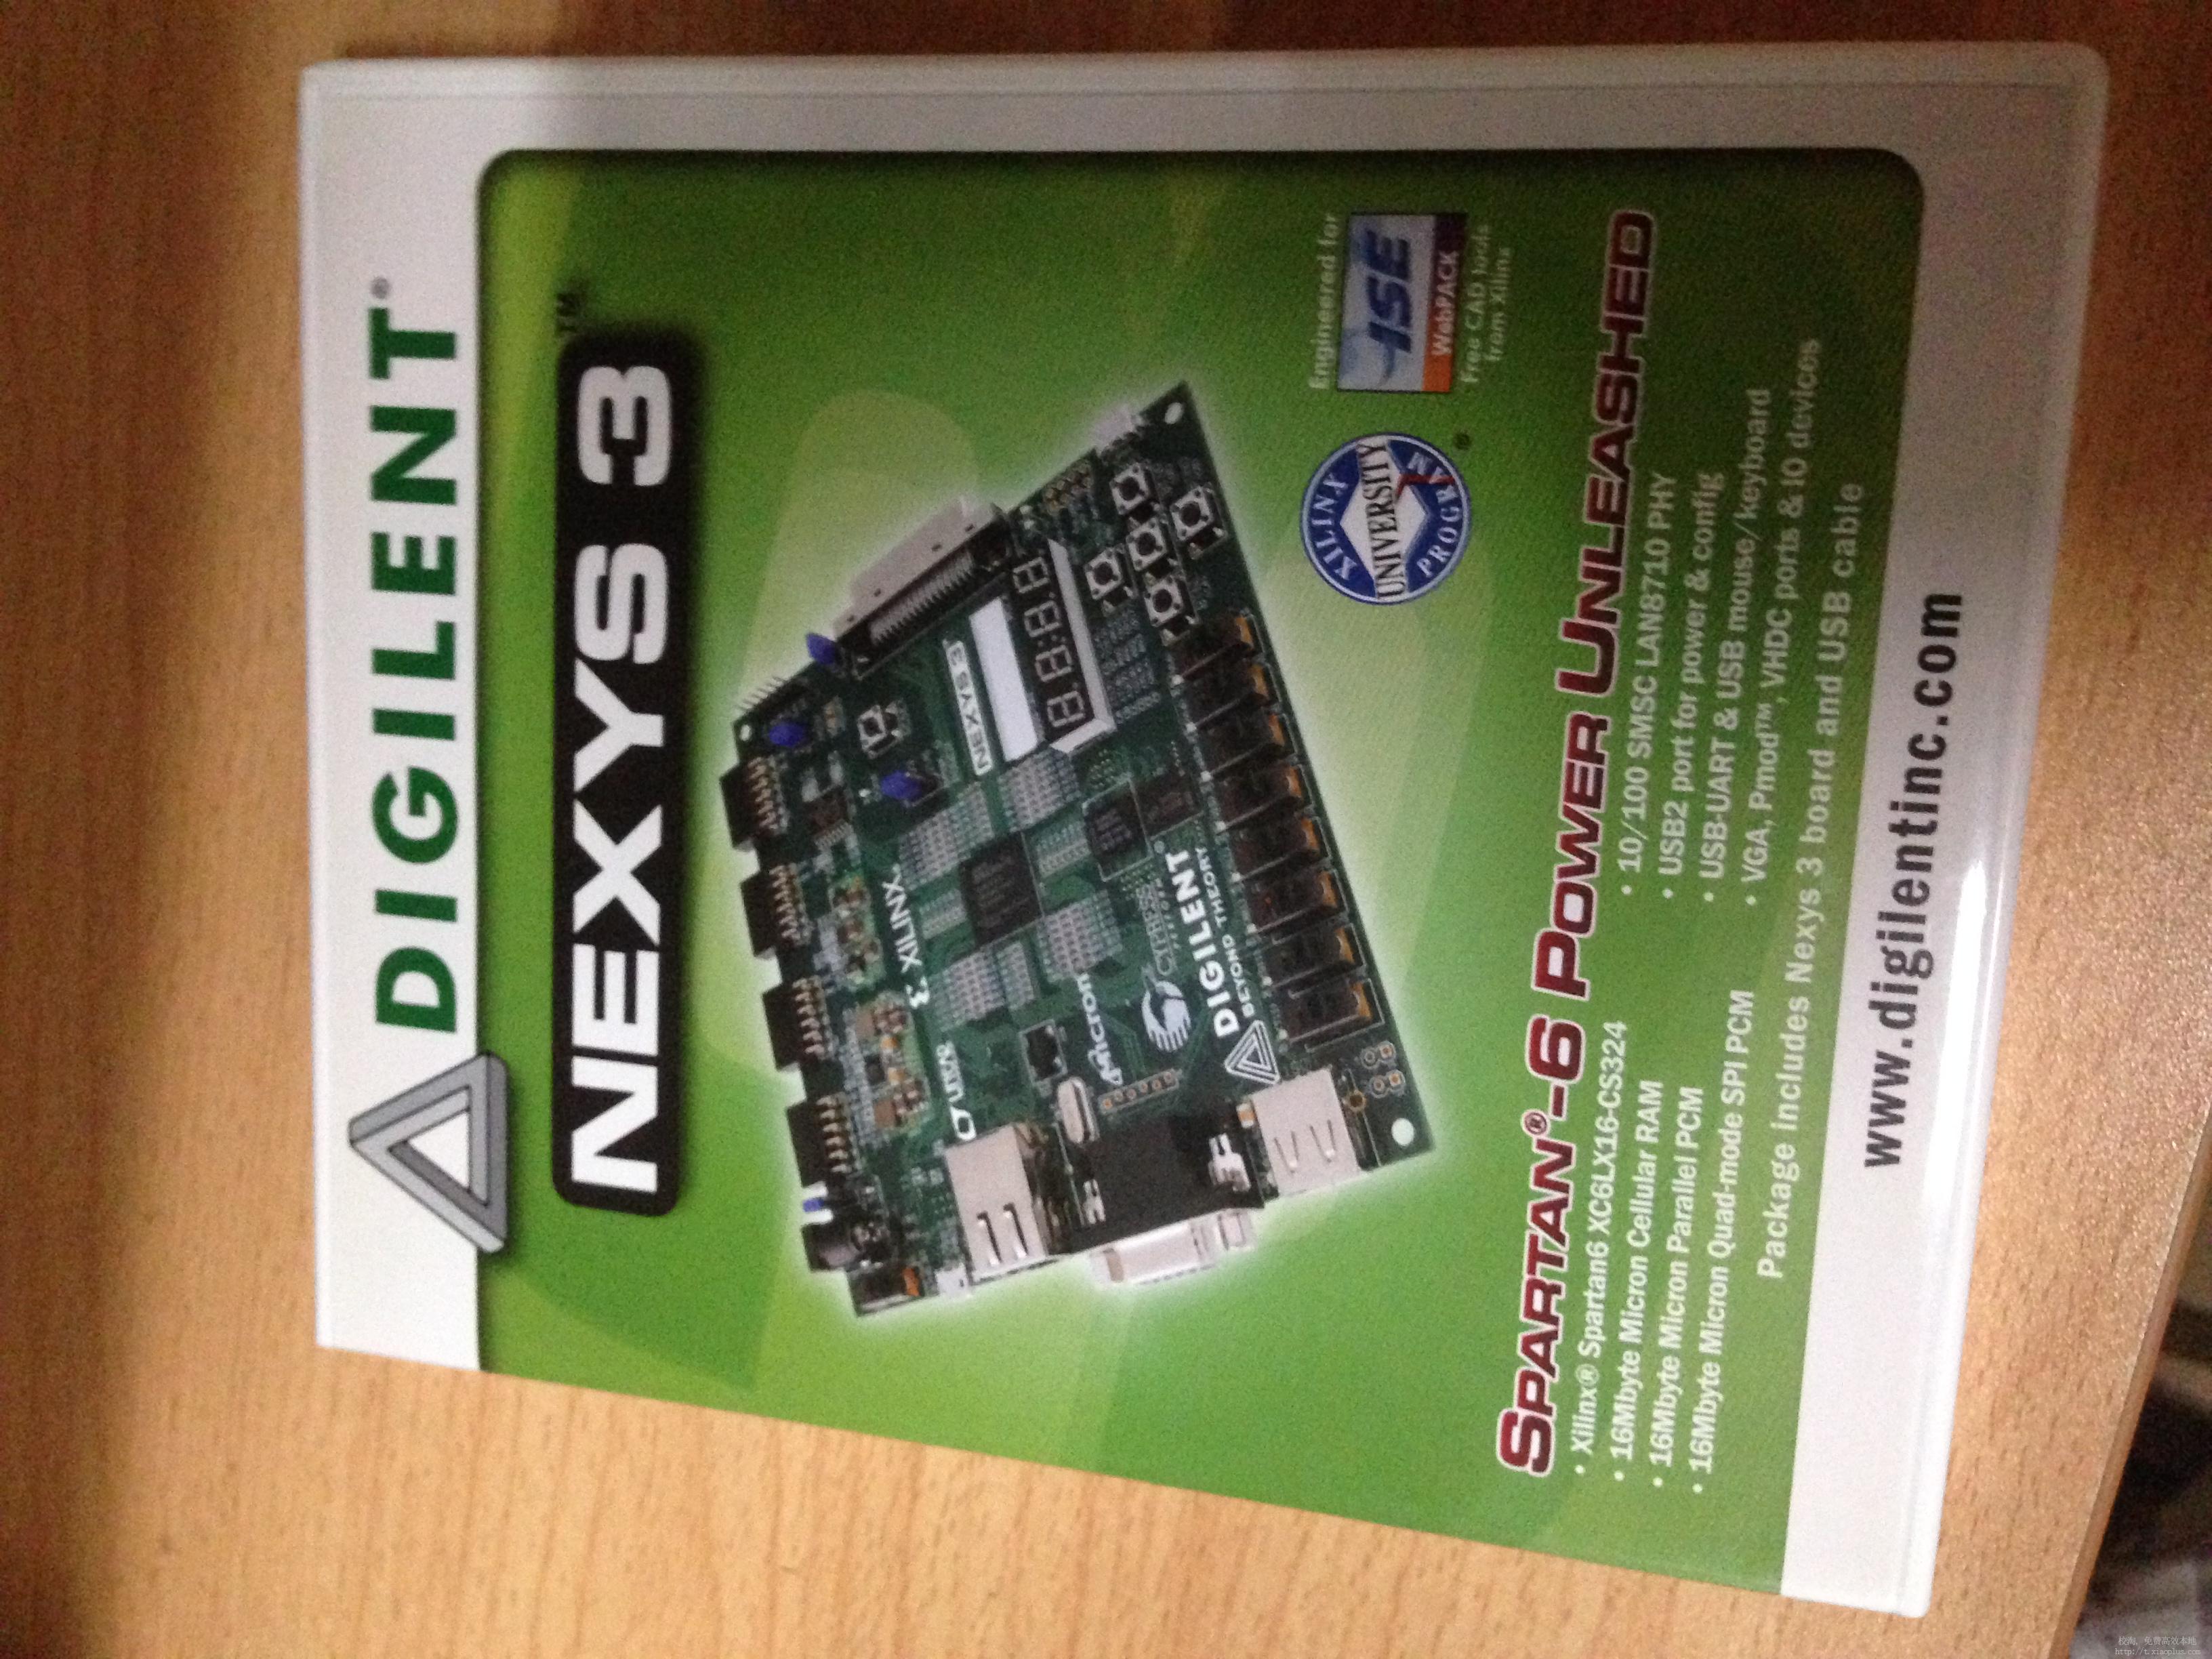 DIGILENT®
NEXYS 3™
XILINX
NEXYS 3
Micron
CYPRESS
DIGILENT
BEYOND THEORY
XILINX
UNIVERSITY
PROGRAM
®
Engineered for
ISE
WebPACK
Free CAD tools
from Xilinx
SPARTAN®-6 POWER UNLEASHED
• Xilinx® Spartan6 XC6LX16-CS324
• 16Mbyte Micron Cellular RAM
• 16Mbyte Micron Parallel PCM
• 16Mbyte Micron Quad-mode SPI PCM
• 10/100 SMSC LAN8710 PHY
• USB2 port for power & config
• USB-UART & USB mouse/keyboard
• VGA, Pmod™, VHDC ports & IO devices
Package includes Nexys 3 board and USB cable
www.digilentinc.com